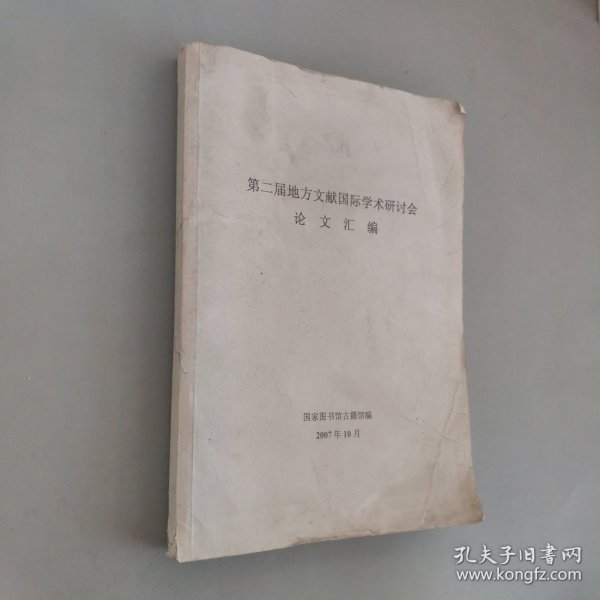 第二届地方文献国际学术研讨会
论文汇编
国家图书馆古籍馆编
2007年10月
孔夫子旧书网
www.kongfz.com